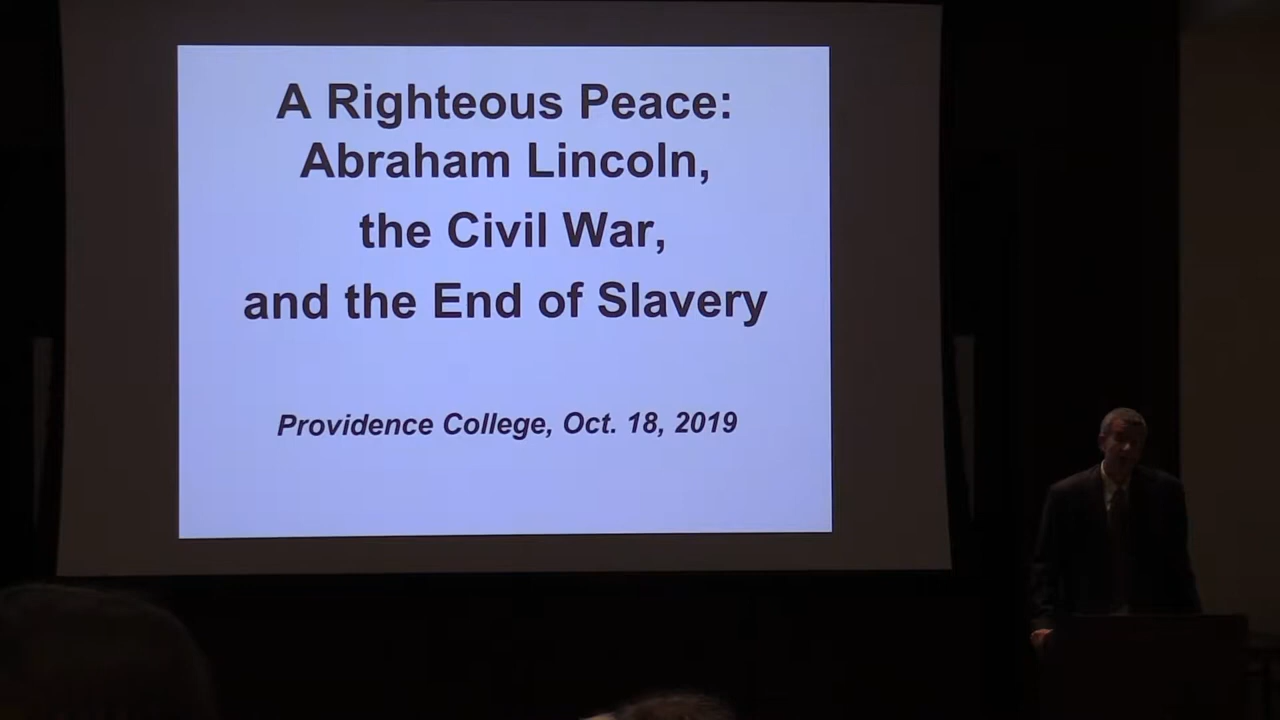 A Righteous Peace:
Abraham Lincoln,
the Civil War,
and the End of Slavery
Providence College, Oct. 18, 2019